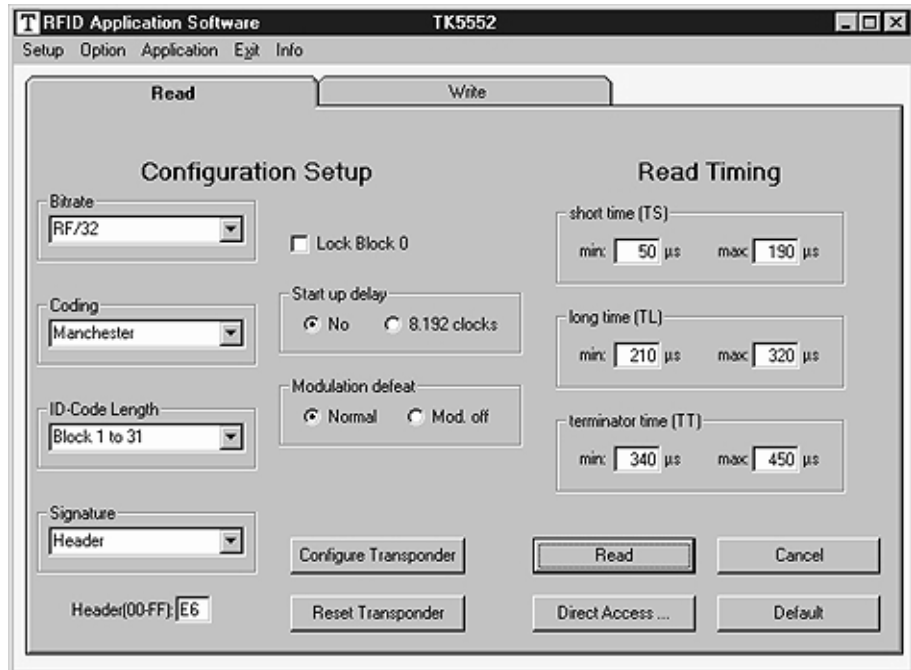 T RFID Application Software TK5552
Setup Option Application Exit Info
Read Write
Configuration Setup
Bitrate
RF/32
Coding
Manchester
ID-Code Length
Block 1 to 31
Signature
Header
Header(00-FF): E6
Lock Block 0
Start up delay
No 8.192 clocks
Modulation defeat
Normal Mod. off
Configure Transponder
Reset Transponder
Read Timing
short time (TS)
min: 50 µs max: 190 µs
long time (TL)
min: 210 µs max: 320 µs
terminator time (TT)
min: 340 µs max: 450 µs
Read Cancel
Direct Access ... Default